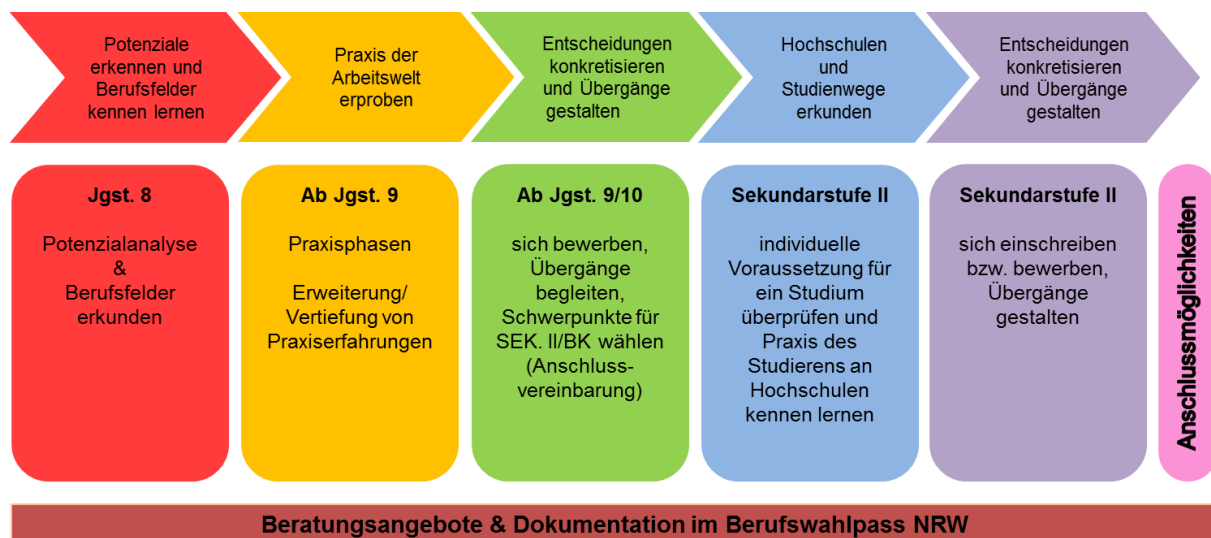 Potenziale
erkennen und
Berufsfelder
kennen lernen
Praxis der
Arbeitswelt
erproben
Entscheidungen
konkretisieren
und Übergänge
gestalten
Hochschulen
und
Studienwege
erkunden
Entscheidungen
konkretisieren
und Übergänge
gestalten
Jgst. 8
Potenzialanalyse
&
Berufsfelder
erkunden
Ab Jgst. 9
Praxisphasen
Erweiterung/
Vertiefung von
Praxiserfahrungen
Ab Jgst. 9/10
sich bewerben,
Übergänge
begleiten,
Schwerpunkte für
SEK. II/BK wählen
(Anschluss-
vereinbarung)
Sekundarstufe II
individuelle
Voraussetzung für
ein Studium
überprüfen und
Praxis des
Studierens an
Hochschulen
kennen lernen
Sekundarstufe II
sich einschreiben
bzw. bewerben,
Übergänge
gestalten
Anschlussmöglichkeiten
Beratungsangebote & Dokumentation im Berufswahlpass NRW